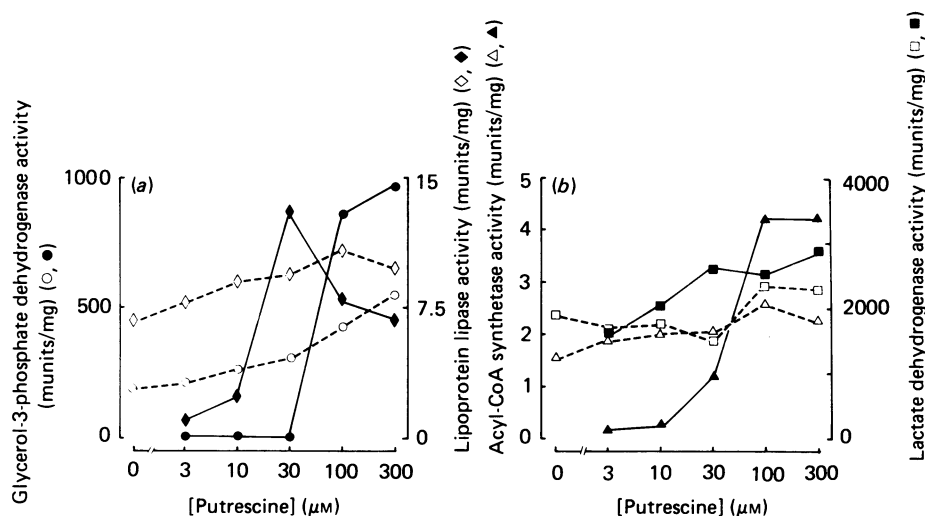 Glycerol-3-phosphate dehydrogenase activity
(munits/mg) (○, ●)
1000
500
0
(a)
15
7.5
0
Lipoprotein lipase activity (munits/mg) (◇, ◆)
0 3 10 30 100 300
[Putrescine] (μM)
Acyl-CoA synthetase activity (munits/mg) (△, ▲)
5
4
3
2
1
0
(b)
4000
2000
0
Lactate dehydrogenase activity (munits/mg) (□, ■)
0 3 10 30 100 300
[Putrescine] (μM)